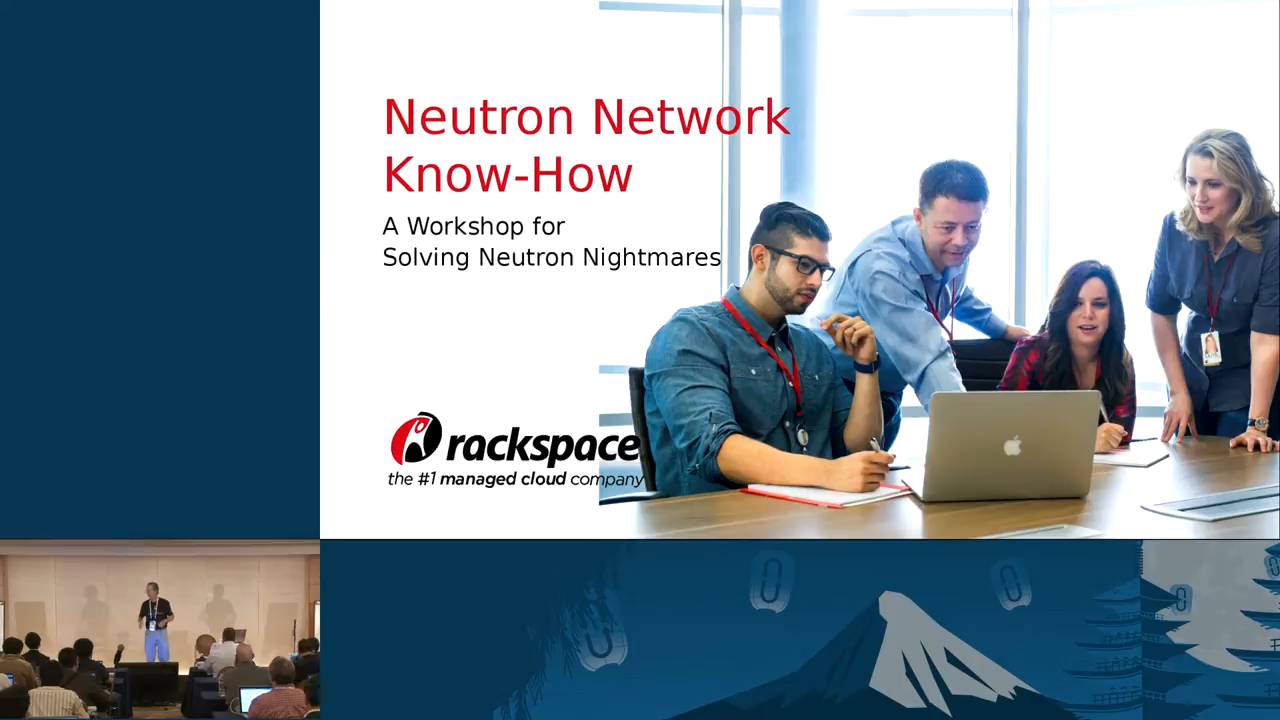 Neutron Network
Know-How
A Workshop for
Solving Neutron Nightmares
rackspace
the #1 managed cloud company